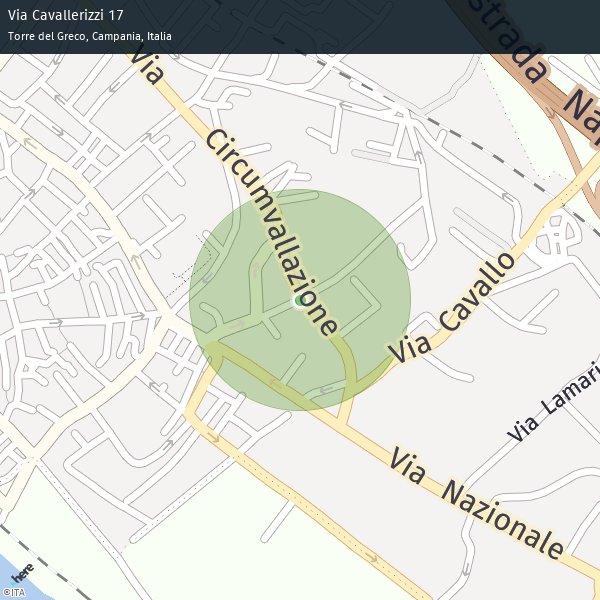 Via Cavallerizzi 17
Torre del Greco, Campania, Italia
strada Nap
Via Circumvallazione
Via Cavallo
Via Lamari
Via Nazionale
here
©ITA